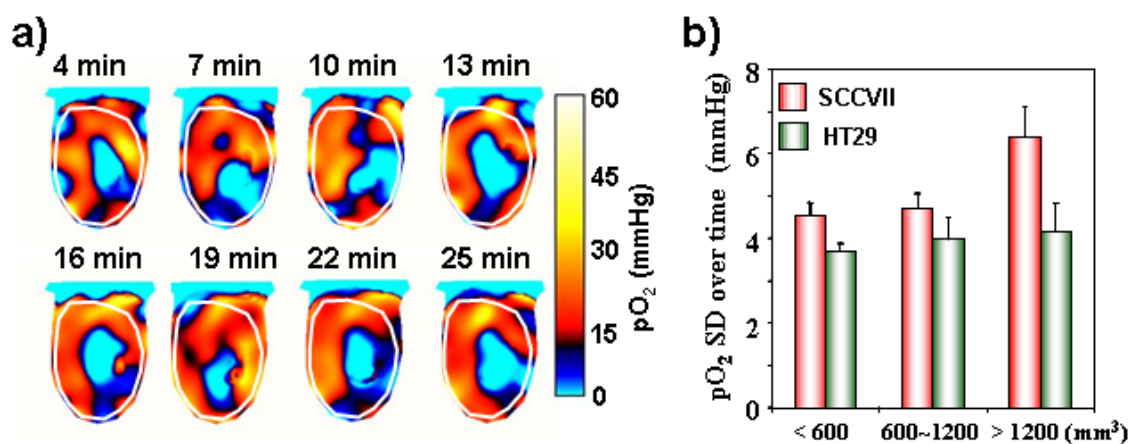 a)
4 min 7 min 10 min 13 min
16 min 19 min 22 min 25 min
60
45
30
15
0
pO₂ (mmHg)
b)
pO₂ SD over time (mmHg)
8
6
4
2
0
SCCVII
HT29
< 600 600~1200 > 1200 (mm³)